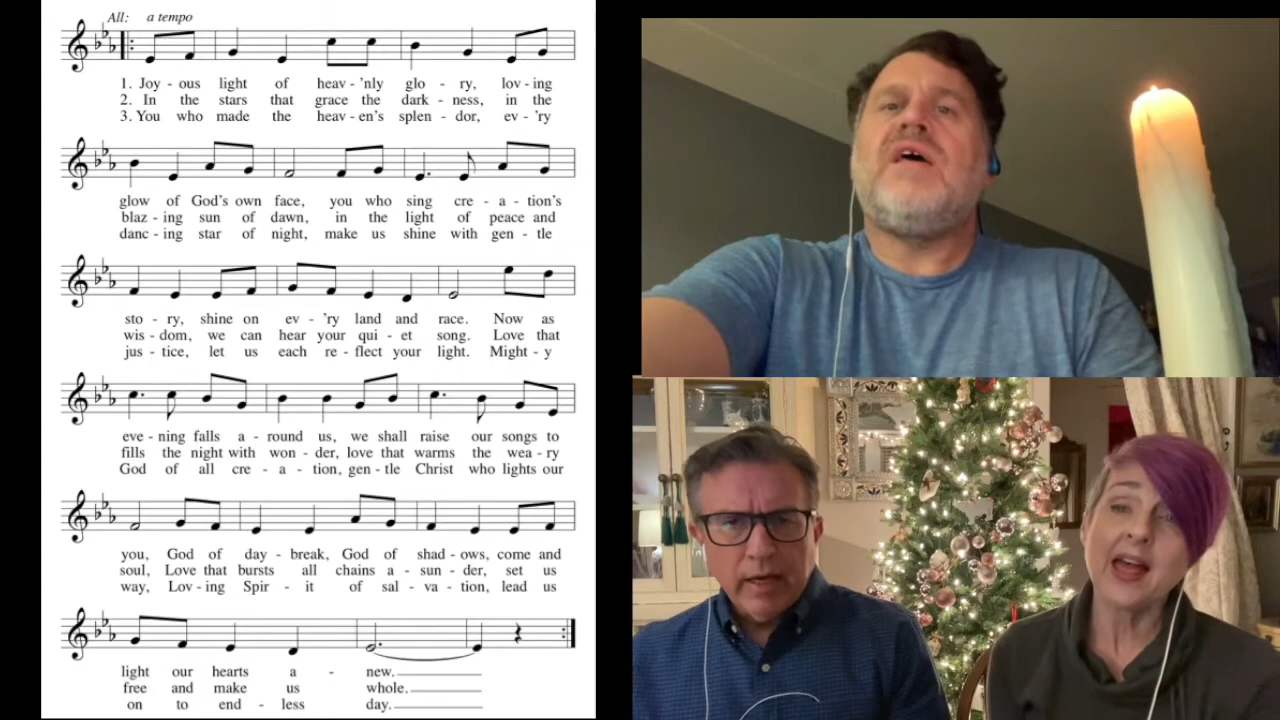 All: a tempo
1. Joy - ous light of heav - 'nly glo - ry, lov - ing
2. In the stars that grace the dark - ness, in the
3. You who made the heav - en's splen - dor, ev - 'ry
glow of God's own face, you who sing cre - a - tion's
blaz - ing sun of dawn, in the light of peace and
danc - ing star of night, make us shine with gen - tle
sto - ry, shine on ev - 'ry land and race. Now as
wis - dom, we can hear your qui - et song. Love that
jus - tice, let us each re - flect your light. Might - y
eve - ning falls a - round us, we shall raise our songs to
fills the night with won - der, love that warms the wea - ry
God of all cre - a - tion, gen - tle Christ who lights our
you, God of day - break, God of shad - ows, come and
soul, Love that bursts all chains a - sun - der, set us
way, Lov - ing Spir - it of sal - va - tion, lead us
light our hearts a - new.
free and make us whole.
on to end - less day.